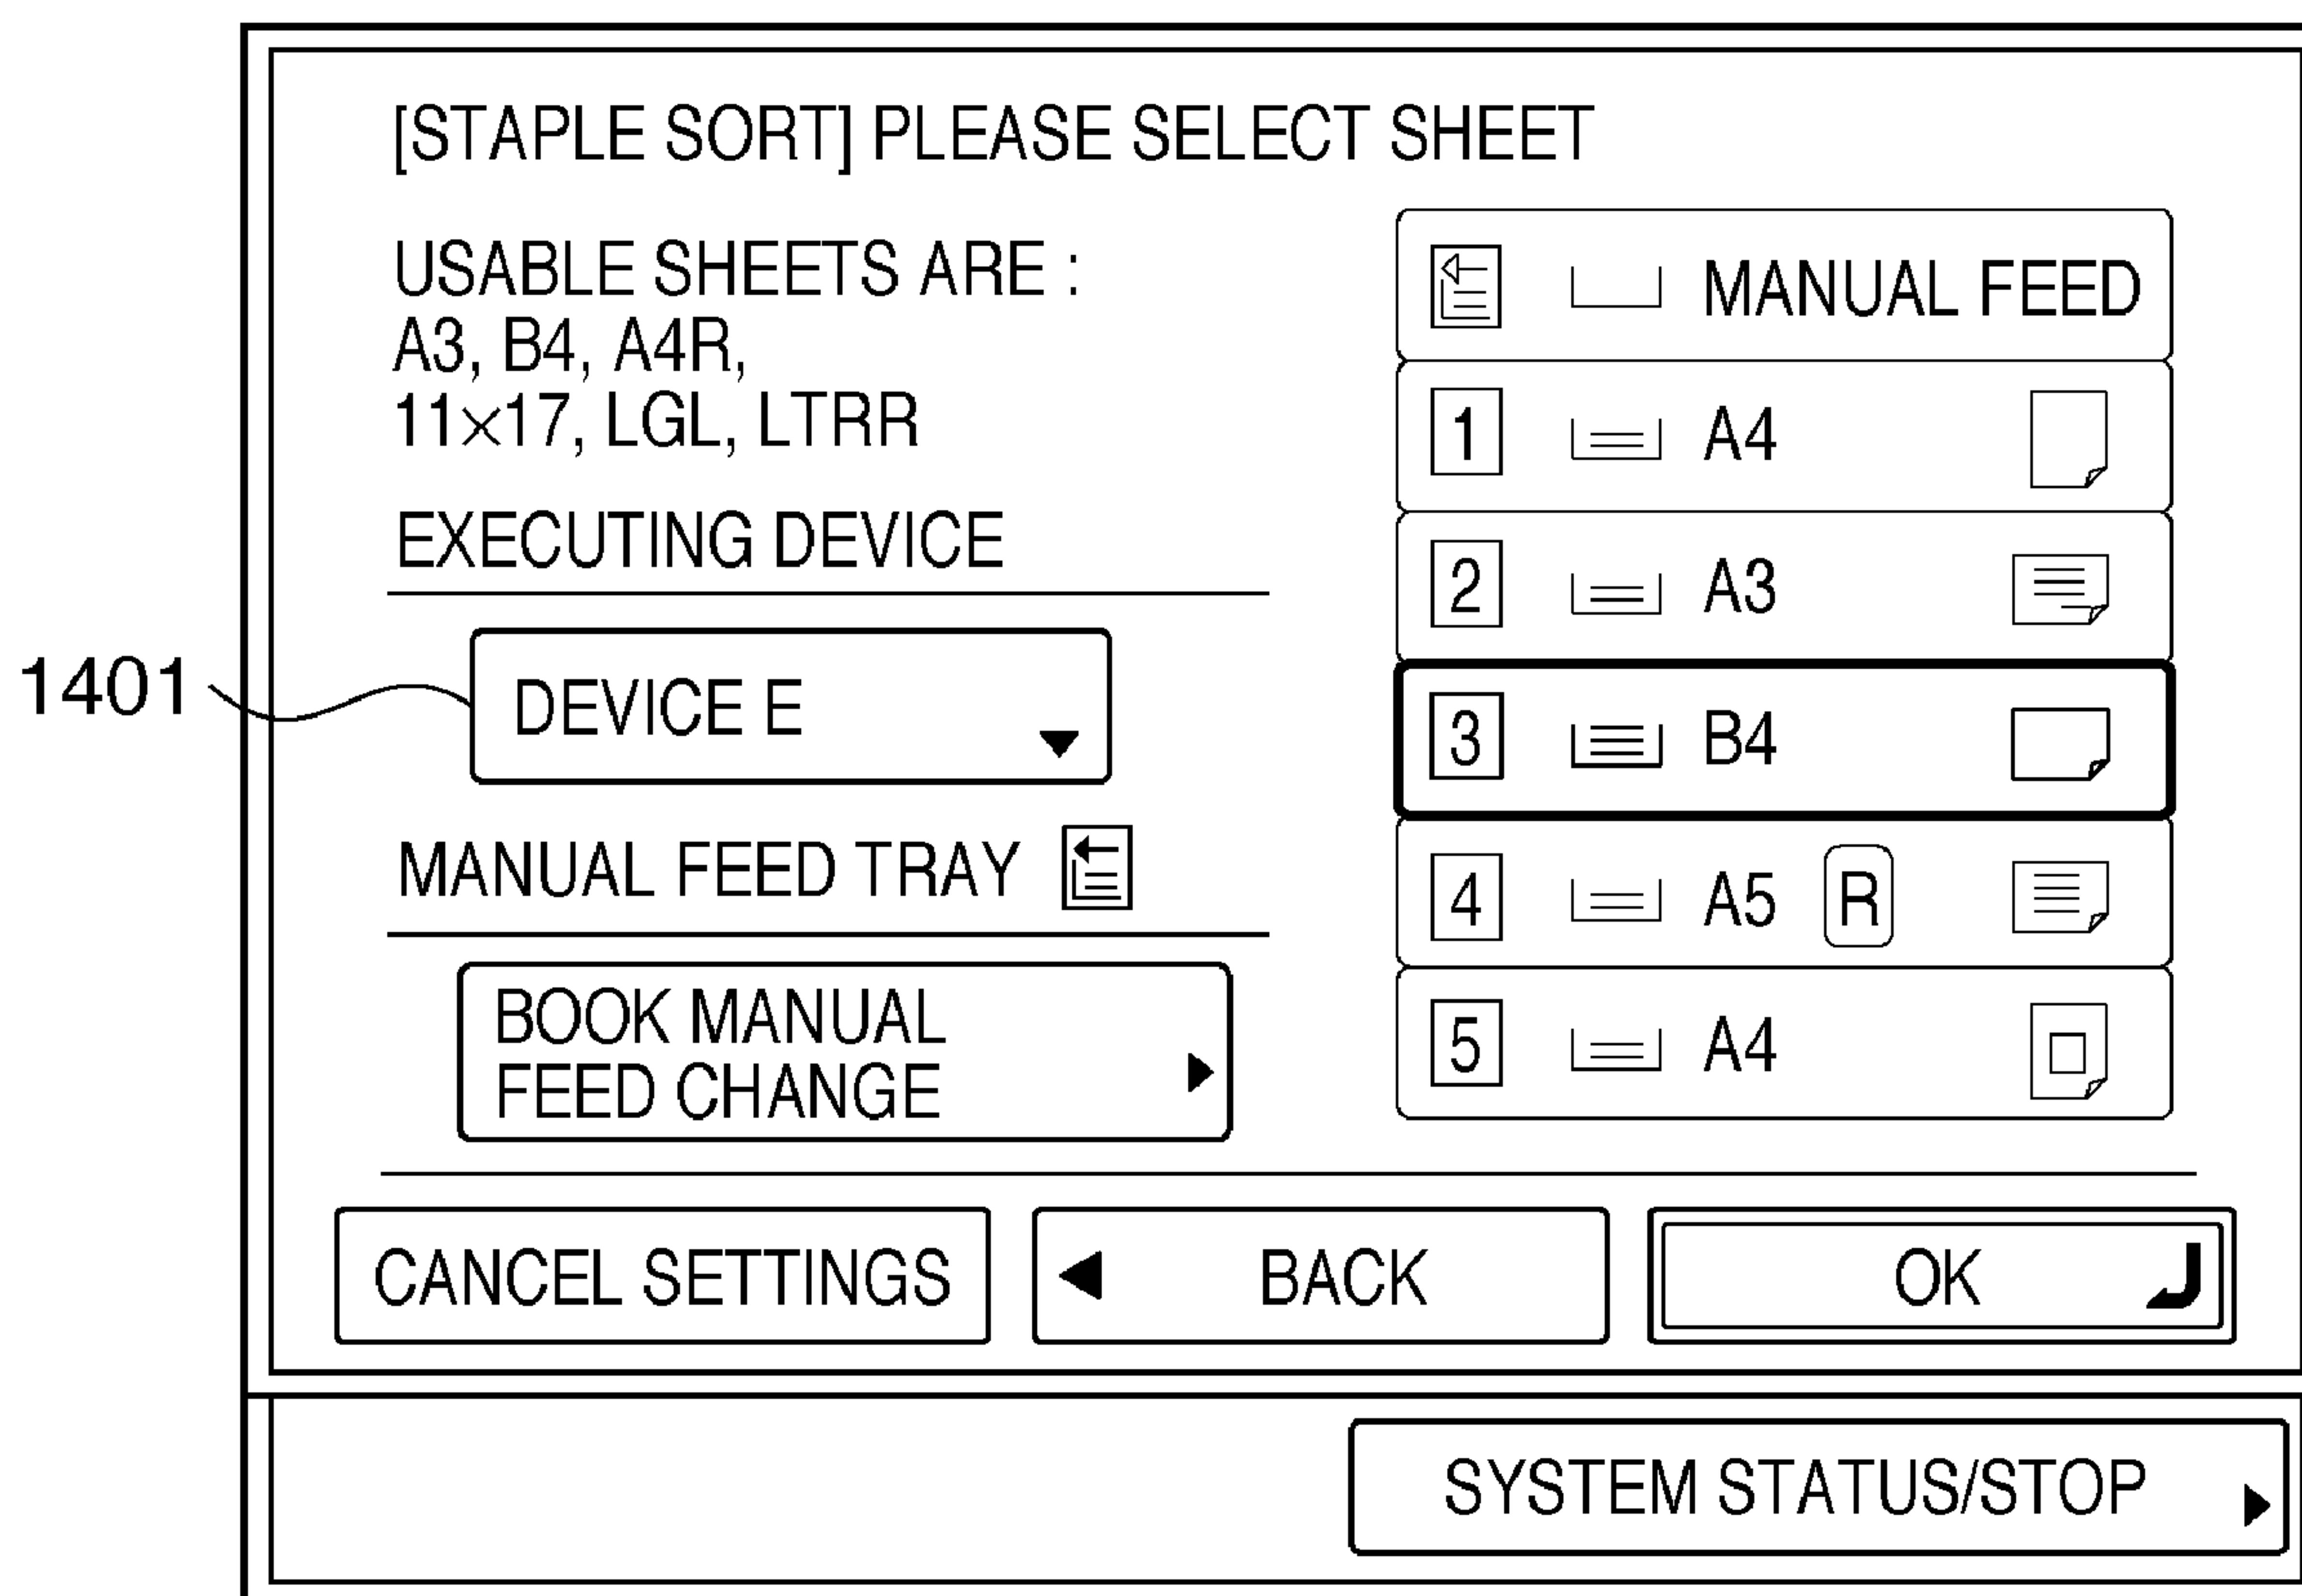 [STAPLE SORT] PLEASE SELECT SHEET
USABLE SHEETS ARE :
A3, B4, A4R,
11×17, LGL, LTRR
EXECUTING DEVICE
1401
DEVICE E
MANUAL FEED TRAY
BOOK MANUAL
FEED CHANGE
MANUAL FEED
1 A4
2 A3
3 B4
4 A5 R
5 A4
CANCEL SETTINGS
BACK
OK
SYSTEM STATUS/STOP